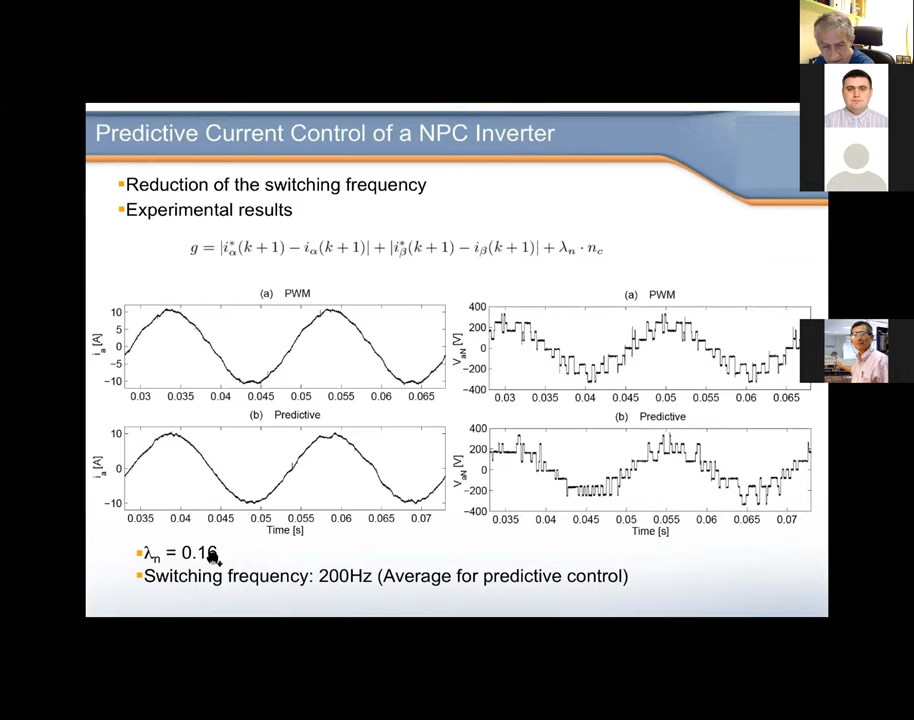 Predictive Current Control of a NPC Inverter
Reduction of the switching frequency
Experimental results
g = |i*α(k + 1) − iα(k + 1)| + |i*β(k + 1) − iβ(k + 1)| + λn · nc
(a) PWM
10
5
0
−5
−10
ia [A]
0.03 0.035 0.04 0.045 0.05 0.055 0.06 0.065
(b) Predictive
10
0
−10
ia [A]
0.035 0.04 0.045 0.05 0.055 0.06 0.065 0.07
Time [s]
(a) PWM
400
200
0
−200
−400
VaN [V]
0.03 0.035 0.04 0.045 0.05 0.055 0.06 0.065
(b) Predictive
400
200
0
−200
−400
VaN [V]
0.035 0.04 0.045 0.05 0.055 0.06 0.065 0.07
Time [s]
λn = 0.16
Switching frequency: 200Hz (Average for predictive control)